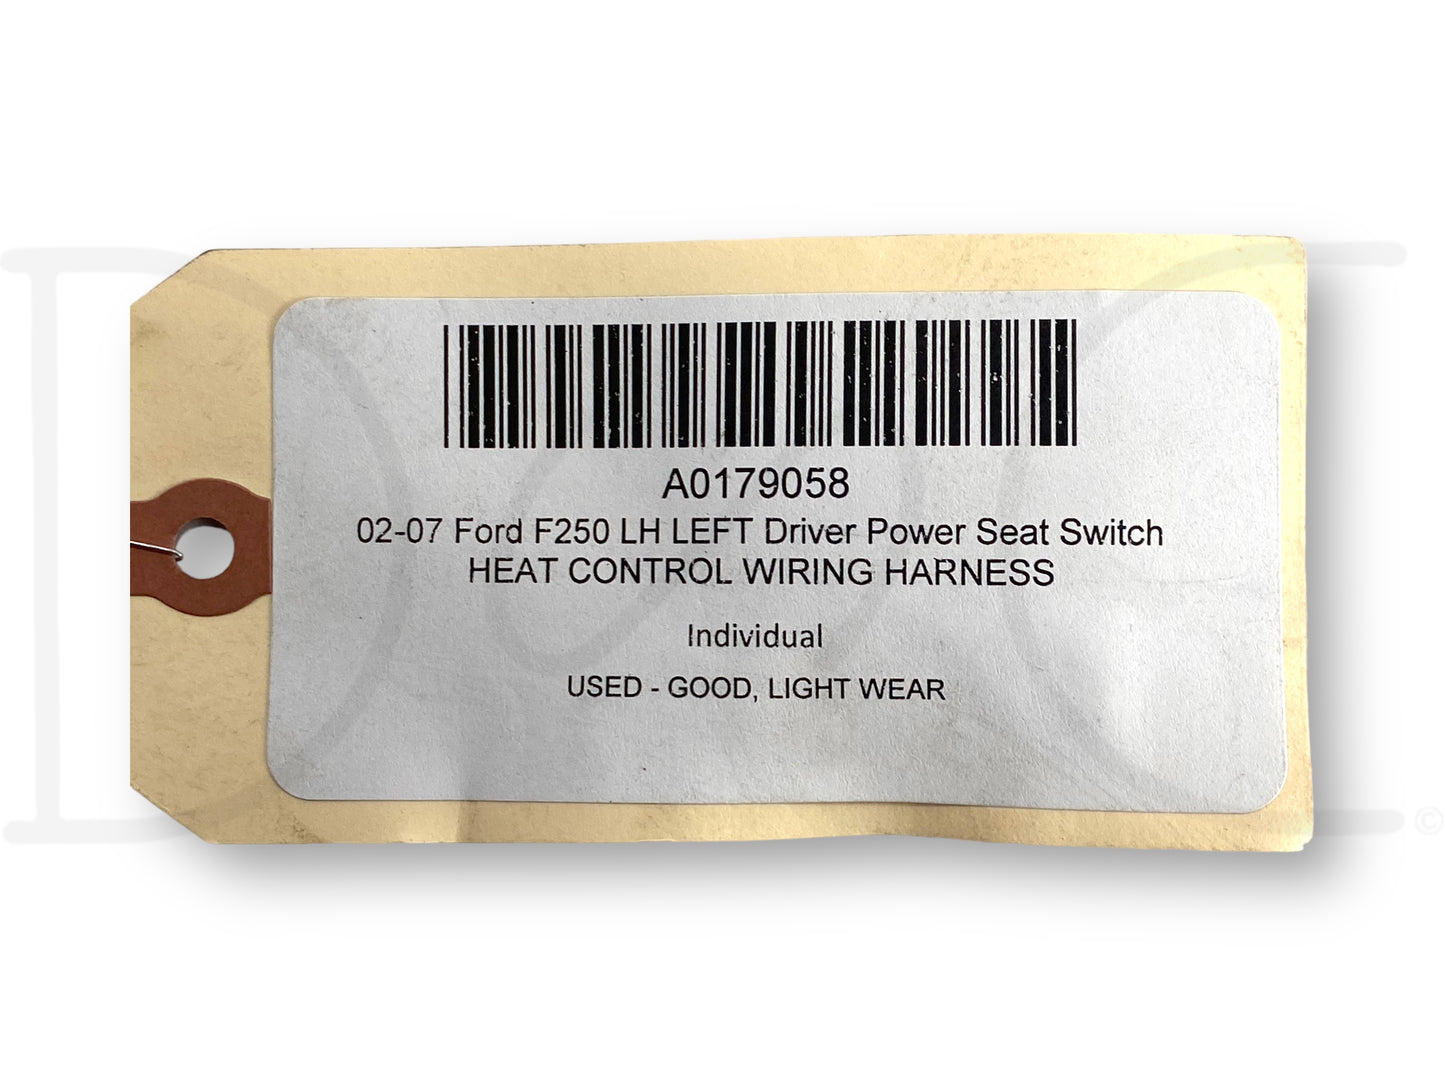 A0179058
02-07 Ford F250 LH LEFT Driver Power Seat Switch
HEAT CONTROL WIRING HARNESS
Individual
USED - GOOD, LIGHT WEAR
©